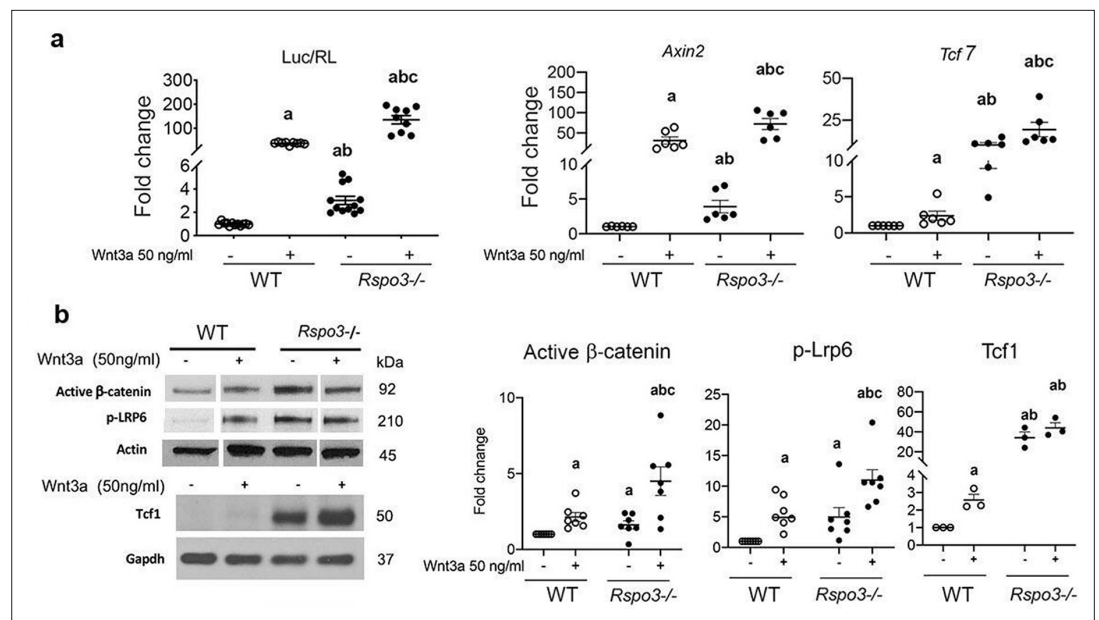 a
Luc/RL
Axin2
Tcf 7
Fold change
300
200
100
6
4
2
0
a
ab
abc
Wnt3a 50 ng/ml - + - +
WT Rspo3-/-
Fold change
200
150
100
50
10
5
0
a
ab
abc
Wnt3a 50 ng/ml - + - +
WT Rspo3-/-
50
25
10
5
0
a
ab
abc
- + - +
WT Rspo3-/-
b
WT Rspo3-/-
Wnt3a (50ng/ml) - + - + kDa
Active β-catenin 92
p-LRP6 210
Actin 45
Wnt3a (50ng/ml) - + - +
Tcf1 50
Gapdh 37
Active β-catenin
p-Lrp6
Tcf1
Fold chnange
10
5
0
a
a
abc
Wnt3a 50 ng/ml - + - +
WT Rspo3-/-
25
20
15
10
5
0
a
a
abc
- + - +
WT Rspo3-/-
80
60
40
20
4
3
2
1
0
a
ab
ab
- + - +
WT Rspo3-/-